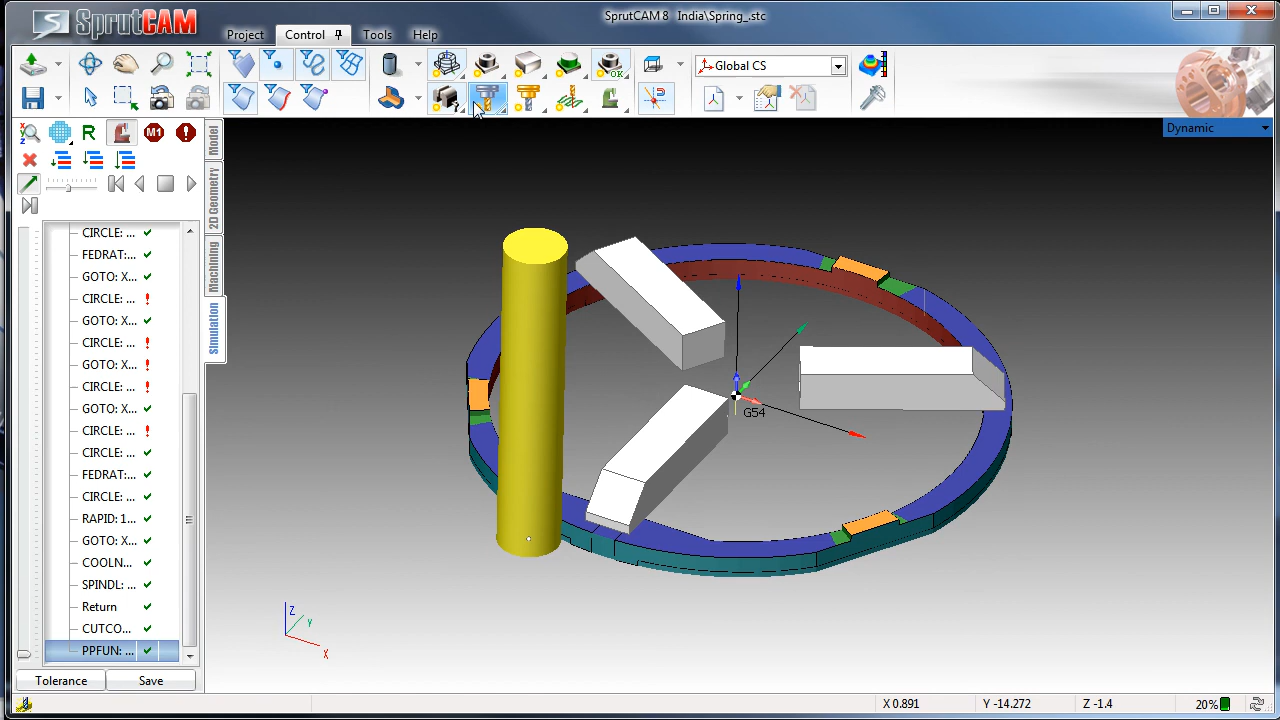 SprutCAM
SprutCAM 8 India\Spring_.stc
Project
Control
Tools
Help
OK
Global CS
?
R
M1
Dynamic
Model
2D Geometry
Machining
Simulation
CIRCLE: ...
FEDRAT:...
GOTO: X...
CIRCLE: ...
GOTO: X...
CIRCLE: ...
GOTO: X...
CIRCLE: ...
GOTO: X...
CIRCLE: ...
CIRCLE: ...
FEDRAT:...
CIRCLE: ...
RAPID: 1...
GOTO: X...
COOLN...
SPINDL: ...
Return
CUTCO...
PPFUN: ...
G54
Z
Y
X
Tolerance
Save
X 0.891
Y -14.272
Z -1.4
20%